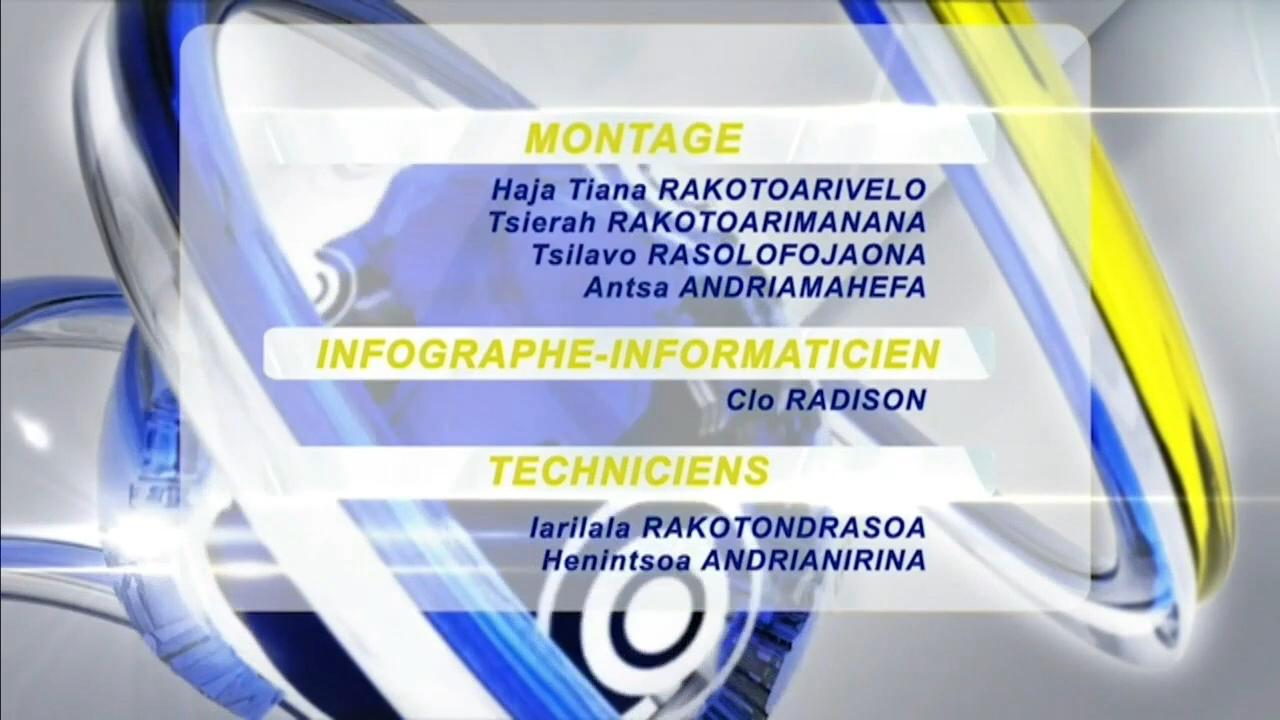 MONTAGE
Haja Tiana RAKOTOARIVELO
Tsierah RAKOTOARIMANANA
Tsilavo RASOLOFOJAONA
Antsa ANDRIAMAHEFA
INFOGRAPHE-INFORMATICIEN
Clo RADISON
TECHNICIENS
Iarilala RAKOTONDRASOA
Henintsoa ANDRIANIRINA